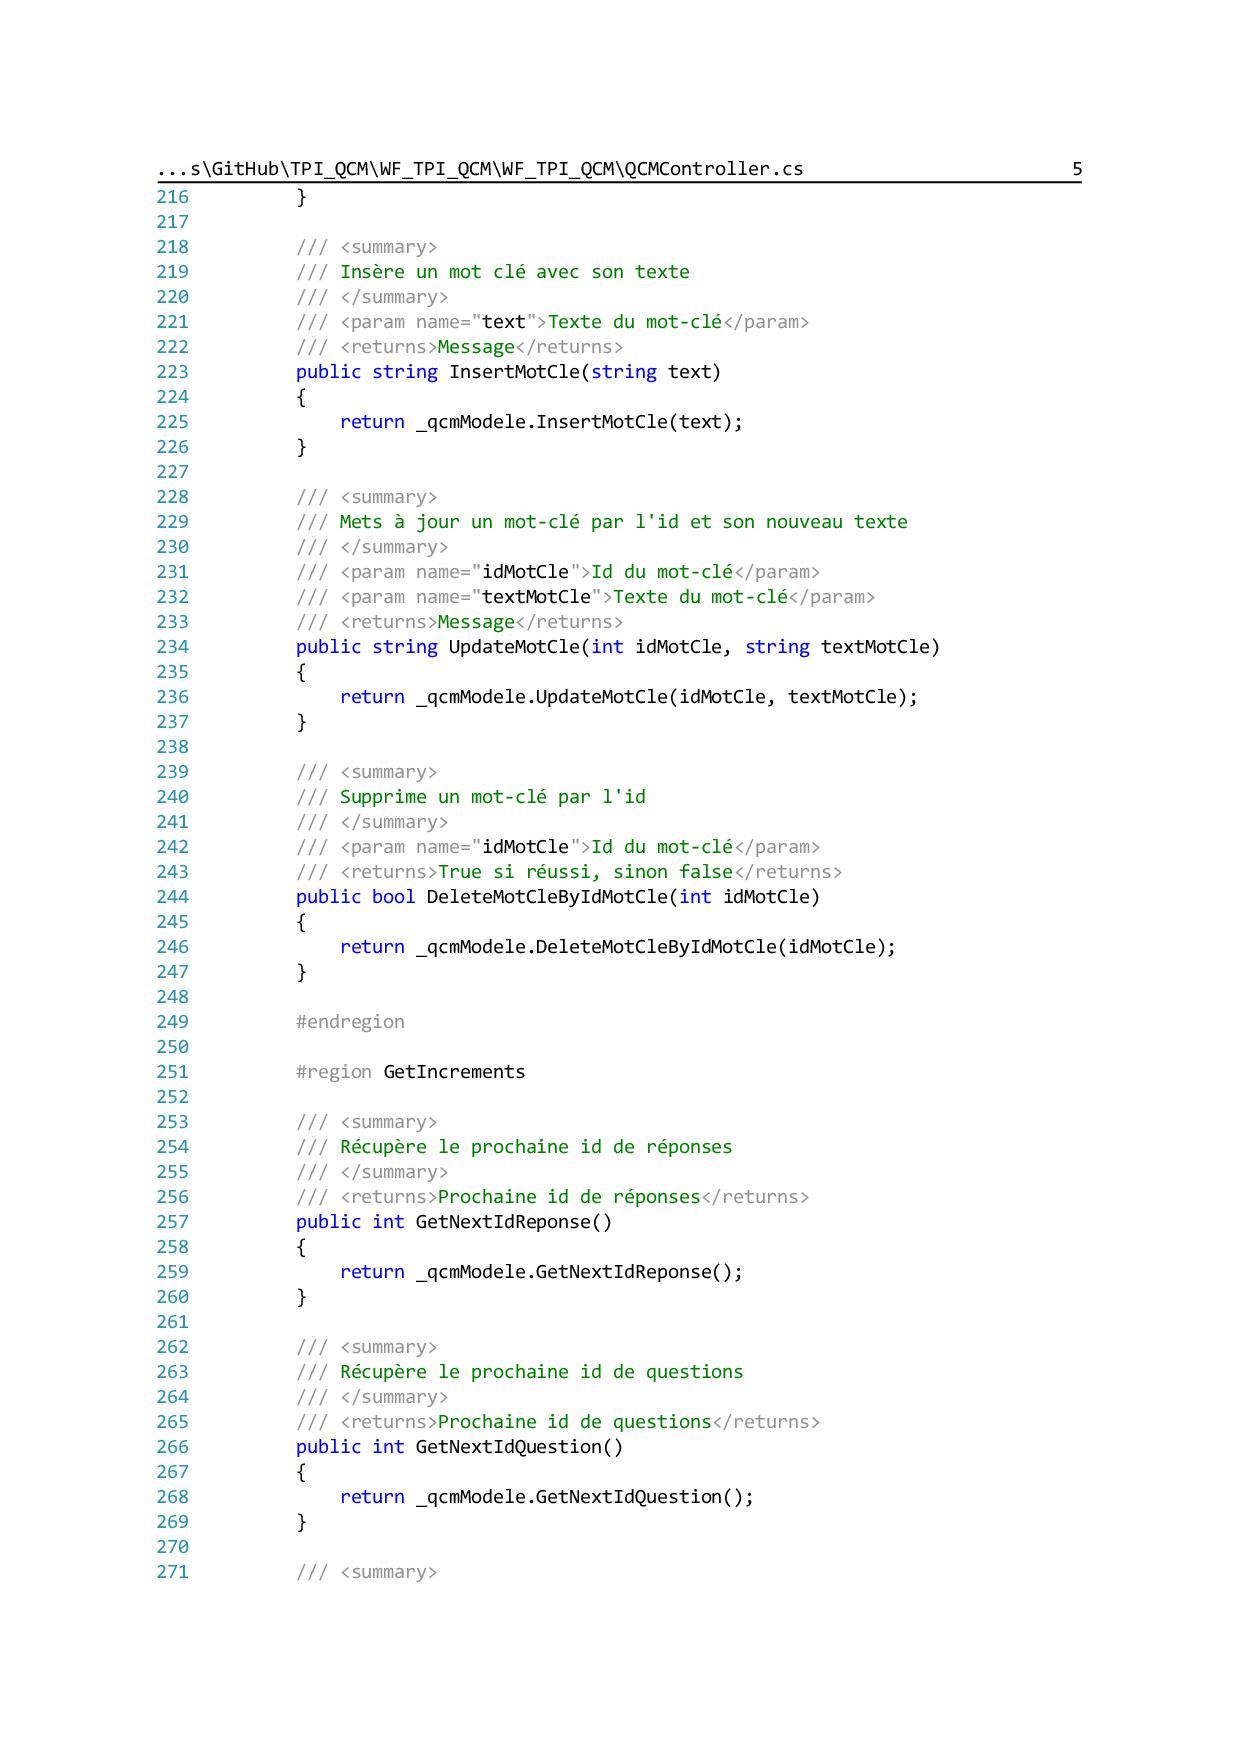 ...s\GitHub\TPI_QCM\WF_TPI_QCM\WF_TPI_QCM\QCMController.cs 5
216 }
217
218 /// <summary>
219 /// Insère un mot clé avec son texte
220 /// </summary>
221 /// <param name="text">Texte du mot-clé</param>
222 /// <returns>Message</returns>
223 public string InsertMotCle(string text)
224 {
225 return _qcmModele.InsertMotCle(text);
226 }
227
228 /// <summary>
229 /// Mets à jour un mot-clé par l'id et son nouveau texte
230 /// </summary>
231 /// <param name="idMotCle">Id du mot-clé</param>
232 /// <param name="textMotCle">Texte du mot-clé</param>
233 /// <returns>Message</returns>
234 public string UpdateMotCle(int idMotCle, string textMotCle)
235 {
236 return _qcmModele.UpdateMotCle(idMotCle, textMotCle);
237 }
238
239 /// <summary>
240 /// Supprime un mot-clé par l'id
241 /// </summary>
242 /// <param name="idMotCle">Id du mot-clé</param>
243 /// <returns>True si réussi, sinon false</returns>
244 public bool DeleteMotCleByIdMotCle(int idMotCle)
245 {
246 return _qcmModele.DeleteMotCleByIdMotCle(idMotCle);
247 }
248
249 #endregion
250
251 #region GetIncrements
252
253 /// <summary>
254 /// Récupère le prochaine id de réponses
255 /// </summary>
256 /// <returns>Prochaine id de réponses</returns>
257 public int GetNextIdReponse()
258 {
259 return _qcmModele.GetNextIdReponse();
260 }
261
262 /// <summary>
263 /// Récupère le prochaine id de questions
264 /// </summary>
265 /// <returns>Prochaine id de questions</returns>
266 public int GetNextIdQuestion()
267 {
268 return _qcmModele.GetNextIdQuestion();
269 }
270
271 /// <summary>